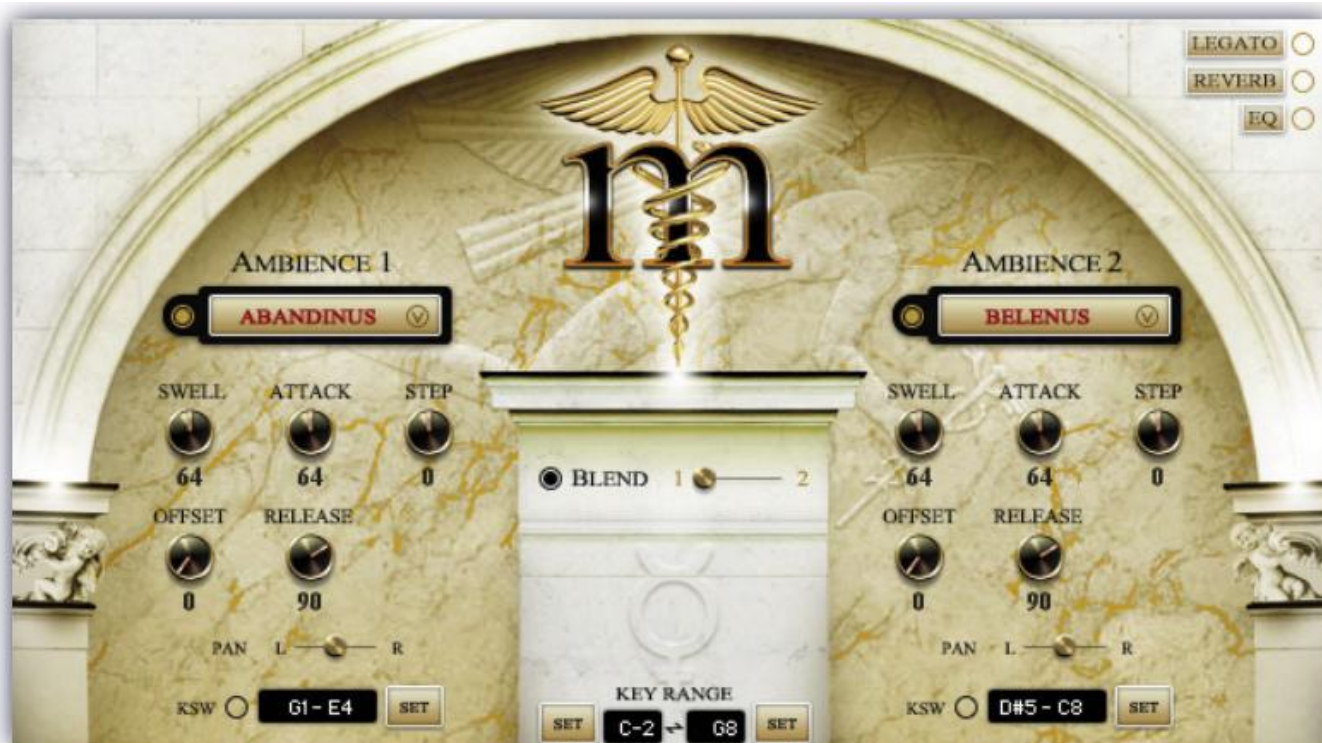 LEGATO
REVERB
EQ
m
AMBIENCE 1
ABANDINUS V
SWELL ATTACK STEP
64 64 0
OFFSET RELEASE
0 90
PAN L R
KSW G1 - E4 SET
BLEND 1 2
KEY RANGE
SET C-2 ⇌ G8 SET
AMBIENCE 2
BELENUS V
SWELL ATTACK STEP
64 64 0
OFFSET RELEASE
0 90
PAN L R
KSW D#5 - C8 SET